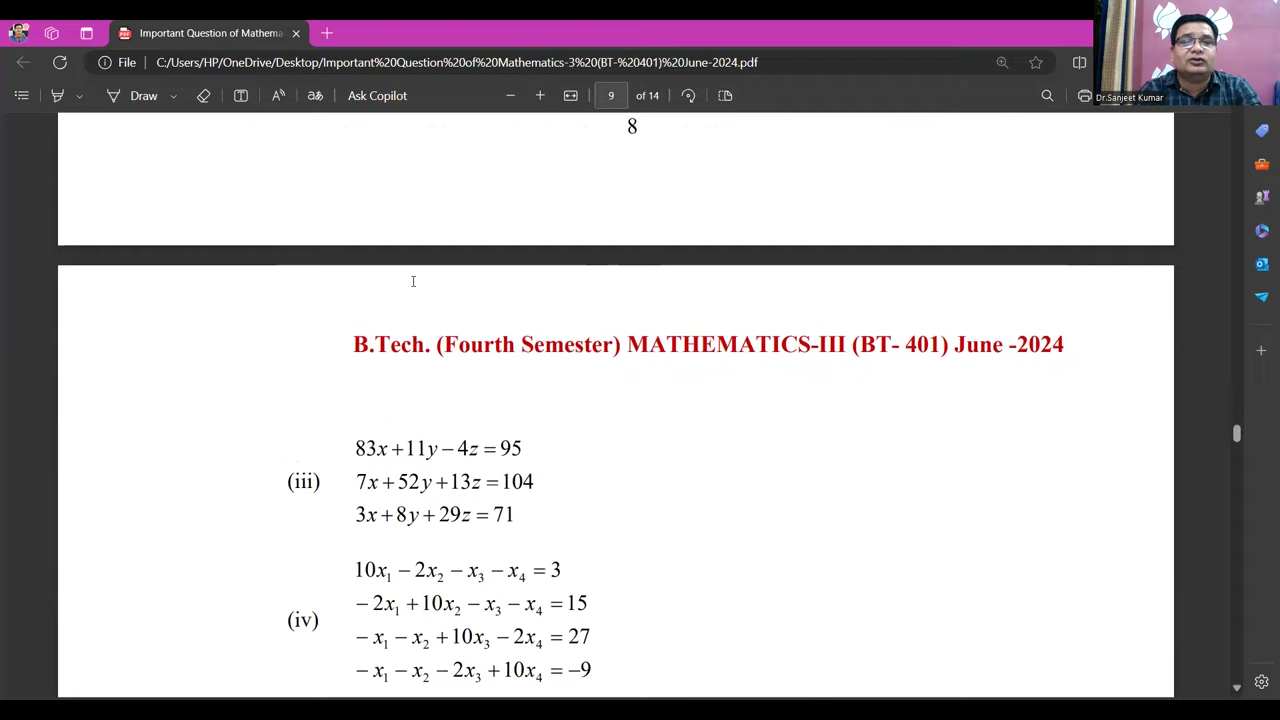 Important Question of Mathema
File
C:/Users/HP/OneDrive/Desktop/Important%20Question%20of%20Mathematics-3%20(BT-%20401)%20June-2024.pdf
Draw
Ask Copilot
9 of 14
Dr.Sanjeet Kumar
8
B.Tech. (Fourth Semester) MATHEMATICS-III (BT- 401) June -2024
83x + 11y − 4z = 95
(iii) 7x + 52y + 13z = 104
3x + 8y + 29z = 71
10x₁ − 2x₂ − x₃ − x₄ = 3
− 2x₁ + 10x₂ − x₃ − x₄ = 15
(iv)
− x₁ − x₂ + 10x₃ − 2x₄ = 27
− x₁ − x₂ − 2x₃ + 10x₄ = −9